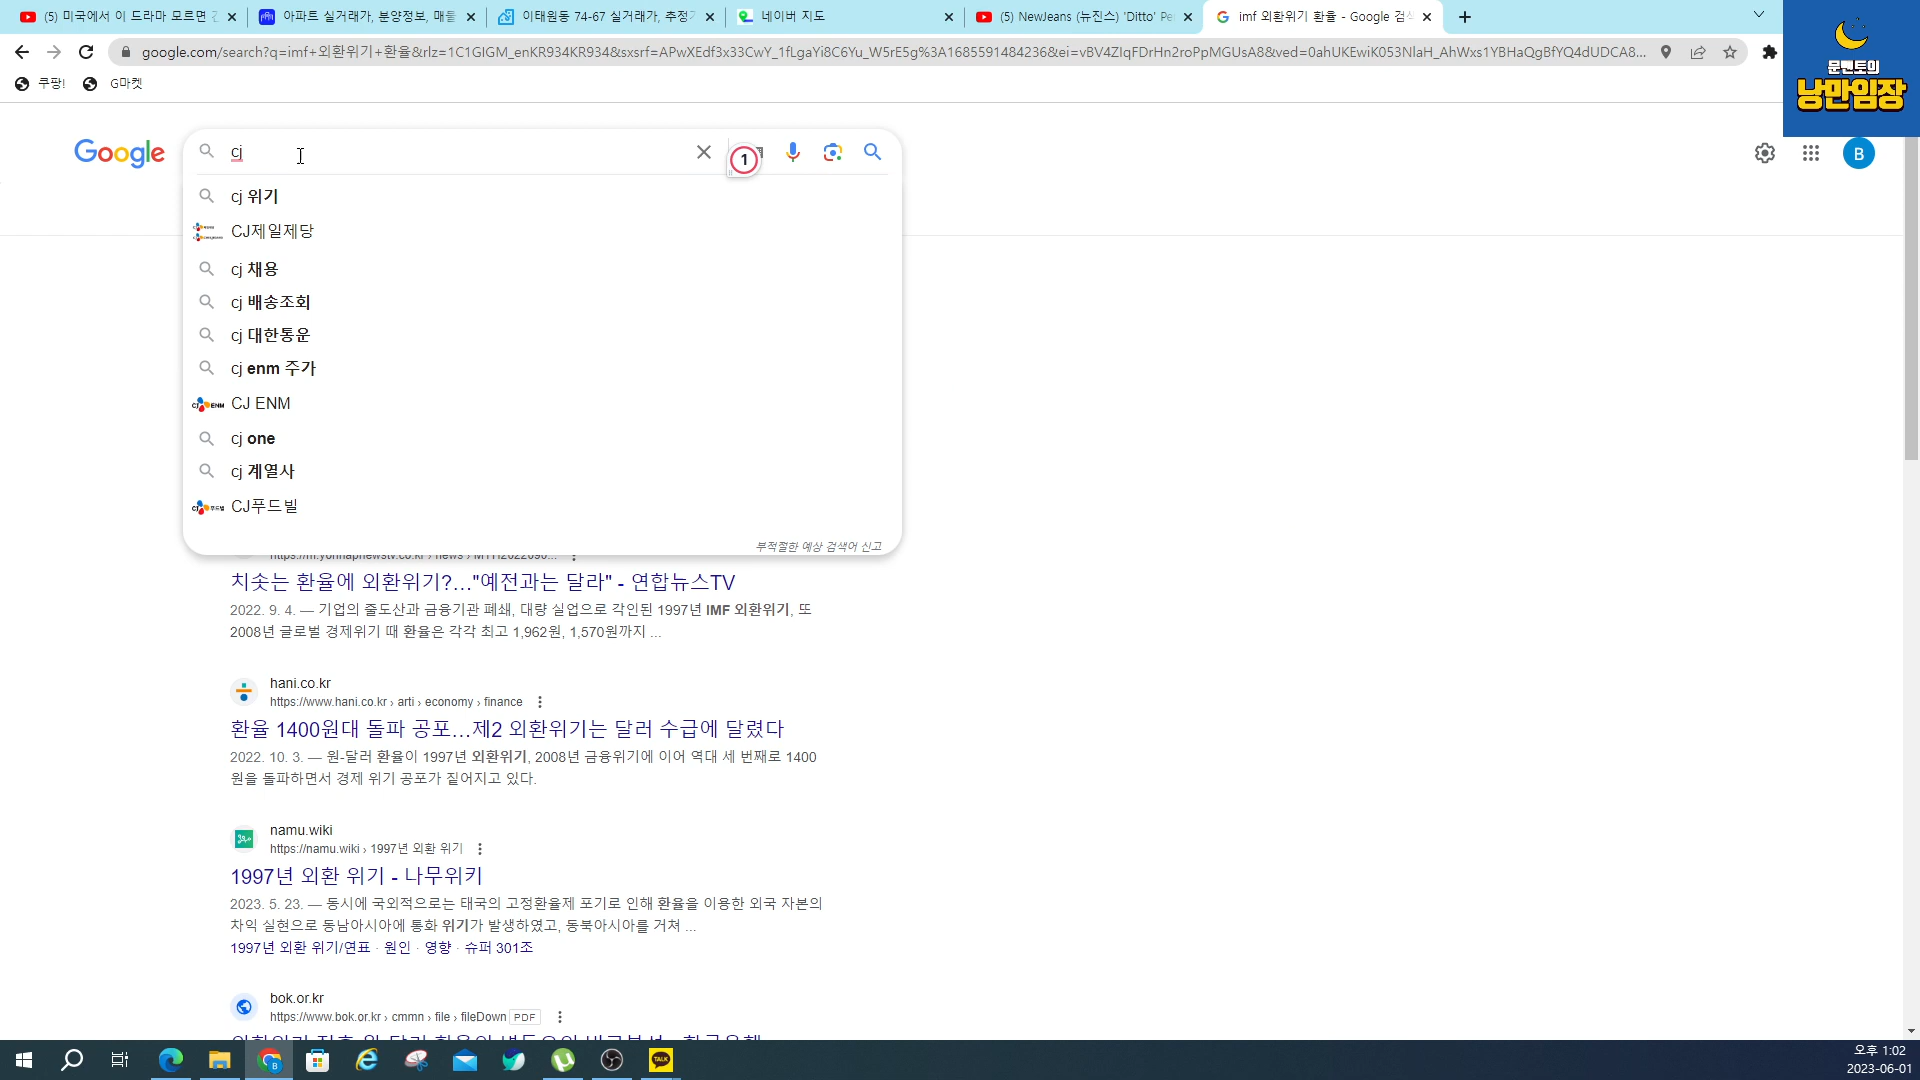 (5) 미국에서 이 드라마 모르면 간
아파트 실거래가, 분양정보, 매물
이태원동 74-67 실거래가, 추정가
네이버 지도
(5) NewJeans (뉴진스) 'Ditto' Pe
imf 외환위기 환율 - Google 검색
google.com/search?q=imf+외환위기+환율&rlz=1C1GIGM_enKR934KR934&sxsrf=APwXEdf3x33CwY_1fLgaYi8C6Yu_W5rE5g%3A1685591484236&ei=vBV4ZIqFDrHn2roPpMGUsA8&ved=0ahUKEwiK053NlaH_AhWxs1YBHaQgBfYQ4dUDCA8...
쿠팡!
G마켓
문멘토의
낭만임장
Google
cj
1
B
cj 위기
CJ제일제당
cj 채용
cj 배송조회
cj 대한통운
cj enm 주가
CJ ENM
cj one
cj 계열사
CJ푸드빌
부적절한 예상 검색어 신고
https://m.yonhapnewstv.co.kr › news › MYH2022090...
치솟는 환율에 외환위기?…"예전과는 달라" - 연합뉴스TV
2022. 9. 4. — 기업의 줄도산과 금융기관 폐쇄, 대량 실업으로 각인된 1997년 IMF 외환위기, 또
2008년 글로벌 경제위기 때 환율은 각각 최고 1,962원, 1,570원까지 ...
hani.co.kr
https://www.hani.co.kr › arti › economy › finance
환율 1400원대 돌파 공포…제2 외환위기는 달러 수급에 달렸다
2022. 10. 3. — 원-달러 환율이 1997년 외환위기, 2008년 금융위기에 이어 역대 세 번째로 1400
원을 돌파하면서 경제 위기 공포가 짙어지고 있다.
namu.wiki
https://namu.wiki › 1997년 외환 위기
1997년 외환 위기 - 나무위키
2023. 5. 23. — 동시에 국외적으로는 태국의 고정환율제 포기로 인해 환율을 이용한 외국 자본의
차익 실현으로 동남아시아에 통화 위기가 발생하였고, 동북아시아를 거쳐 ...
1997년 외환 위기/연표 · 원인 · 영향 · 슈퍼 301조
bok.or.kr
https://www.bok.or.kr › cmmn › file › fileDown PDF
TALK
오후 1:02
2023-06-01